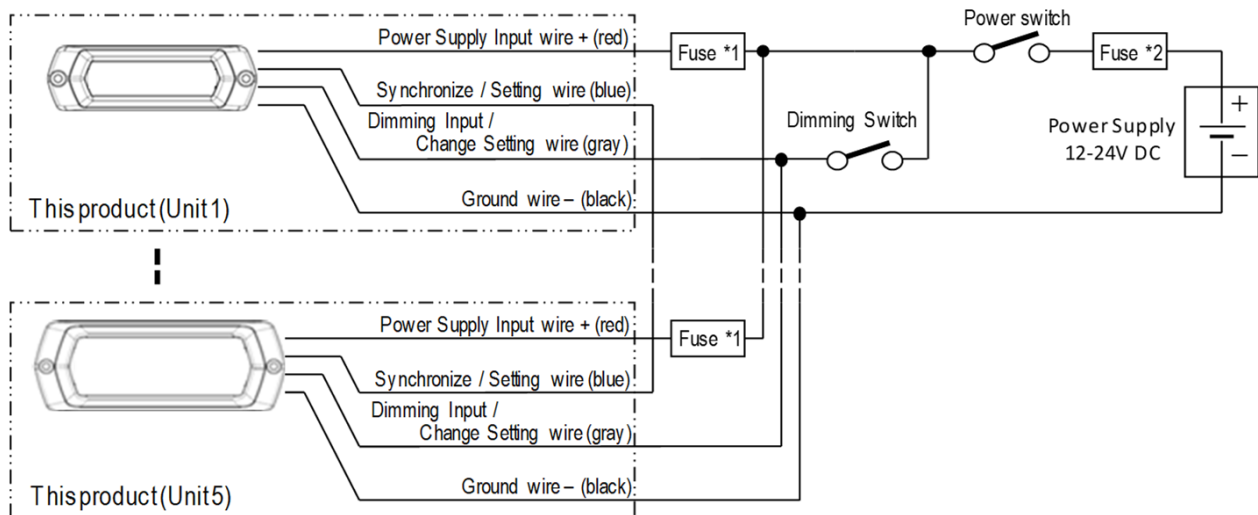 Power switch
Power Supply Input wire + (red)
Fuse *1
Fuse *2
Synchronize / Setting wire (blue)
Dimming Input /
Change Setting wire (gray)
Dimming Switch
Power Supply
12-24V DC
+
−
Ground wire – (black)
This product (Unit 1)
Power Supply Input wire + (red)
Fuse *1
Synchronize / Setting wire (blue)
Dimming Input /
Change Setting wire (gray)
Ground wire – (black)
This product (Unit 5)